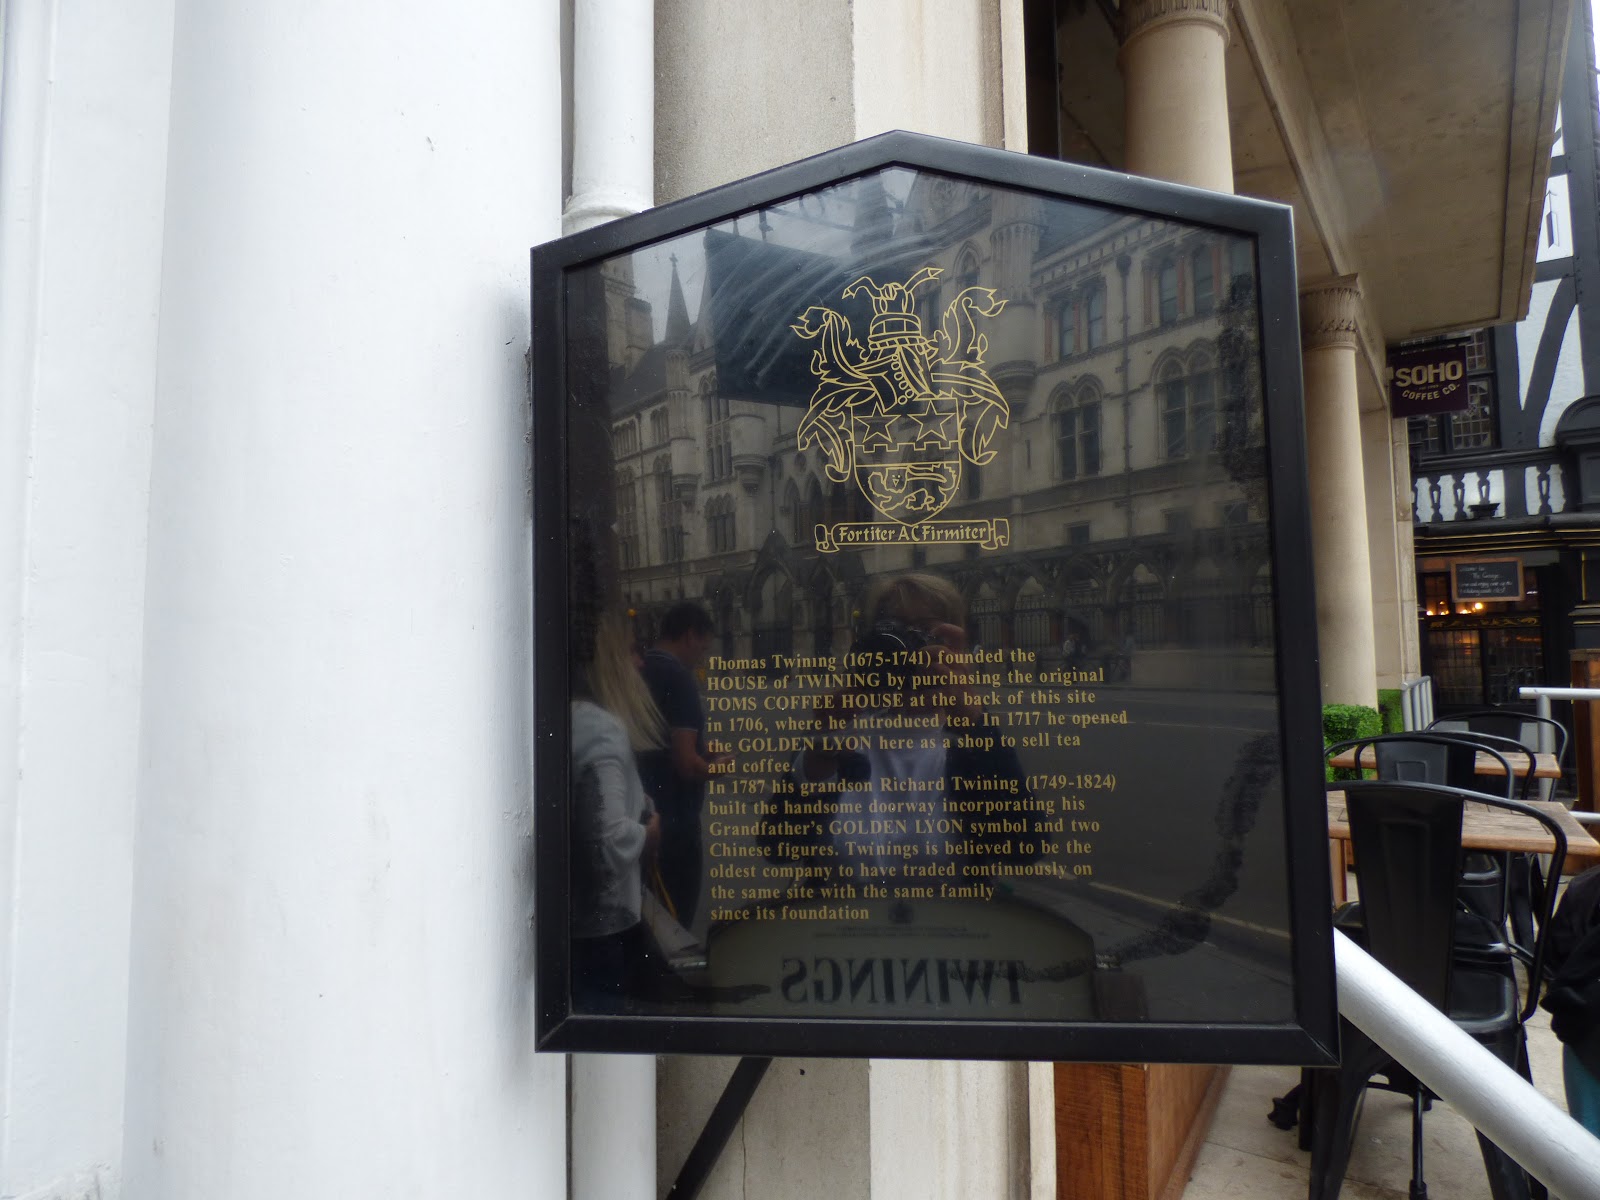 Fortiter AC Firmiter
Thomas Twining (1675-1741) founded the
HOUSE of TWINING by purchasing the original
TOMS COFFEE HOUSE at the back of this site
in 1706, where he introduced tea. In 1717 he opened
the GOLDEN LYON here as a shop to sell tea
and coffee.
In 1787 his grandson Richard Twining (1749-1824)
built the handsome doorway incorporating his
Grandfather's GOLDEN LYON symbol and two
Chinese figures. Twinings is believed to be the
oldest company to have traded continuously on
the same site with the same family
since its foundation
TWININGS
SOHO
COFFEE CO.